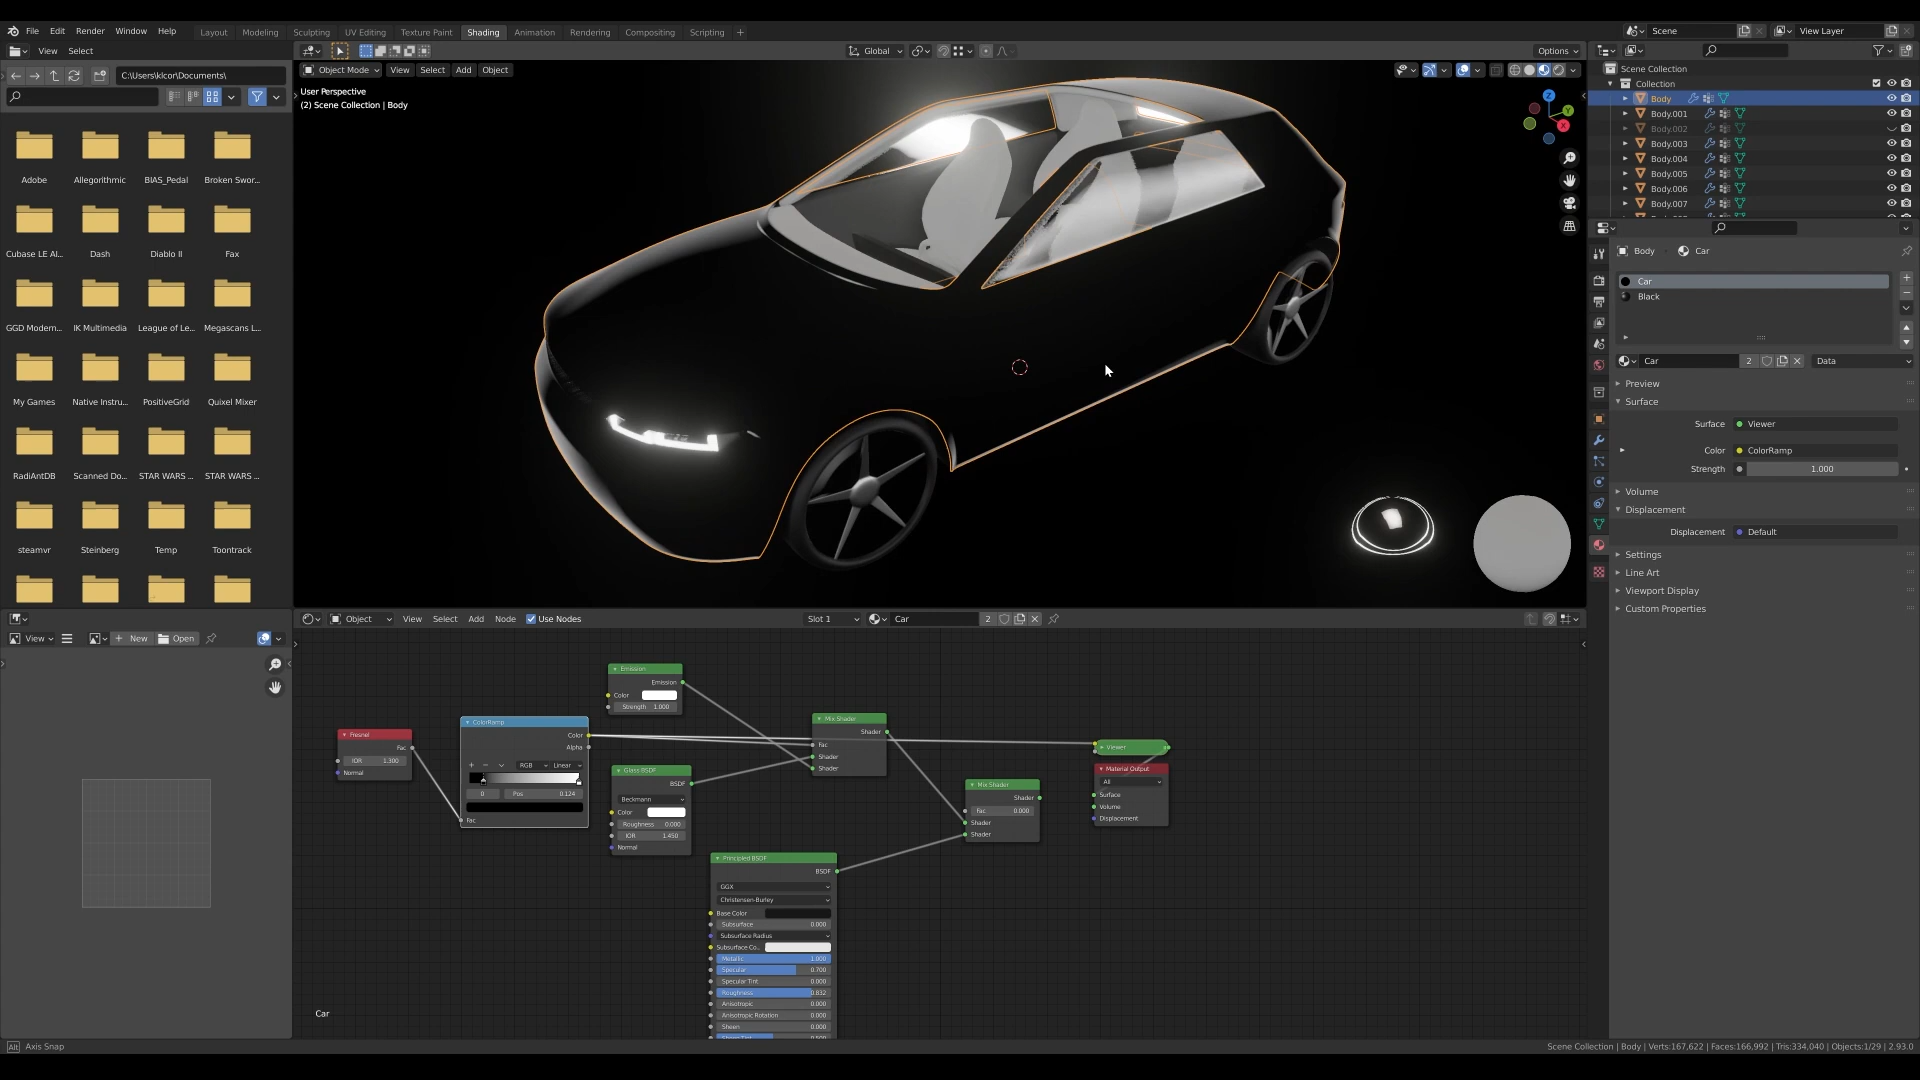 File Edit Render Window Help Layout Modeling Sculpting UV Editing Texture Paint Shading Animation Rendering Compositing Scripting + Scene View Layer
View Select
C:\Users\klcor\Documents\
Adobe Allegorithmic BIAS_Pedal Broken Swor...
Cubase LE AI... Dash Diablo II Fax
GGD Modern... IK Multimedia League of Le... Megascans L...
My Games Native Instru... PositiveGrid Quixel Mixer
RadiAntDB Scanned Do... STAR WARS ... STAR WARS ...
steamvr Steinberg Temp Toontrack
Global Options
Object Mode View Select Add Object
User Perspective
(2) Scene Collection | Body
Z
Y
X
Scene Collection
Collection
Body
Body.001
Body.002
Body.003
Body.004
Body.005
Body.006
Body.007
Body Car
Car
Black
Car 2 Data
Preview
Surface
Surface Viewer
Color ColorRamp
Strength 1.000
Volume
Displacement
Displacement Default
Settings
Line Art
Viewport Display
Custom Properties
View New Open
Object View Select Add Node Use Nodes Slot 1 Car 2
Fresnel
Fac
IOR 1.300
Normal
ColorRamp
Color
Alpha
+ − RGB Linear
0 Pos 0.124
Fac
Emission
Emission
Color
Strength 1.000
Glass BSDF
BSDF
Beckmann
Color
Roughness 0.000
IOR 1.450
Normal
Mix Shader
Shader
Fac
Shader
Shader
Principled BSDF
BSDF
GGX
Christensen-Burley
Base Color
Subsurface 0.000
Subsurface Radius
Subsurface Co..
Metallic 1.000
Specular 0.700
Specular Tint 0.000
Roughness 0.832
Anisotropic 0.000
Anisotropic Rotation 0.000
Sheen 0.000
Mix Shader
Shader
Fac 0.000
Shader
Shader
Viewer
Material Output
All
Surface
Volume
Displacement
Car
Alt Axis Snap
Scene Collection | Body | Verts:167,622 | Faces:166,992 | Tris:334,040 | Objects:1/29 | 2.93.0